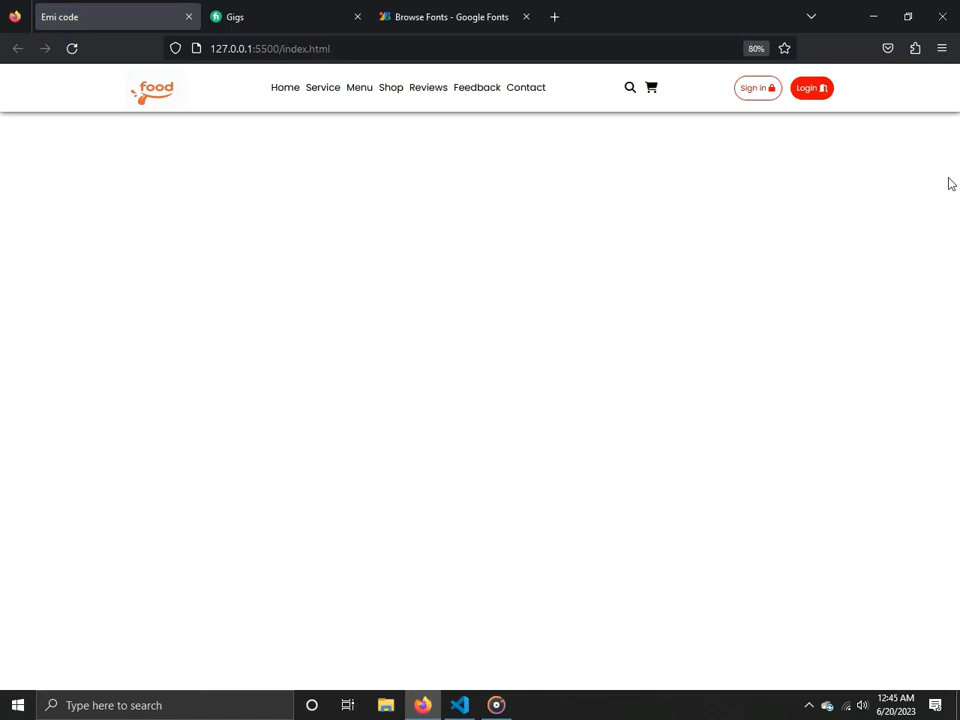 Emi code
Gigs
Browse Fonts - Google Fonts
127.0.0.1:5500/index.html
80%
food
Home Service Menu Shop Reviews Feedback Contact
Sign in
Login
Type here to search
12:45 AM
6/20/2023